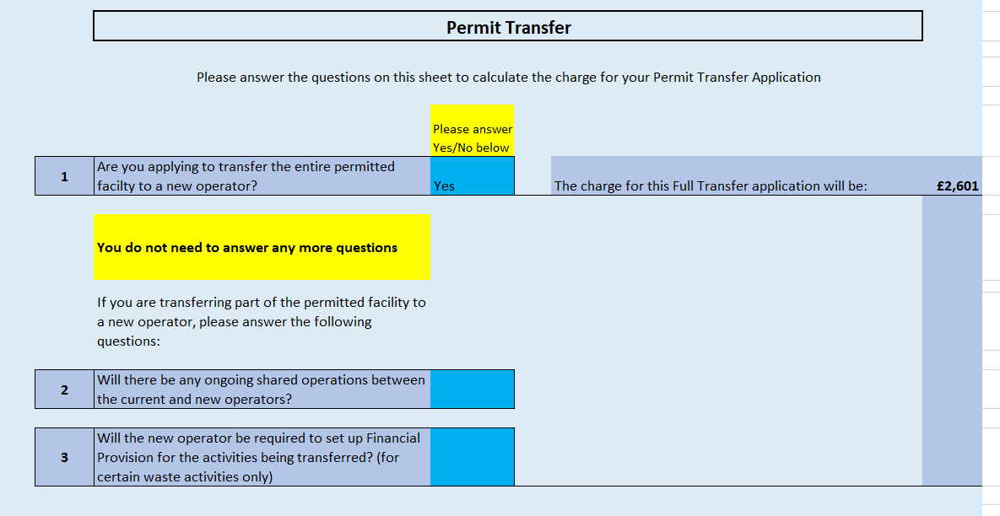 Permit Transfer
Please answer the questions on this sheet to calculate the charge for your Permit Transfer Application
Please answer
Yes/No below
1
Are you applying to transfer the entire permitted
facilty to a new operator?
Yes
The charge for this Full Transfer application will be:
£2,601
You do not need to answer any more questions
If you are transferring part of the permitted facility to
a new operator, please answer the following
questions:
2
Will there be any ongoing shared operations between
the current and new operators?
3
Will the new operator be required to set up Financial
Provision for the activities being transferred? (for
certain waste activities only)